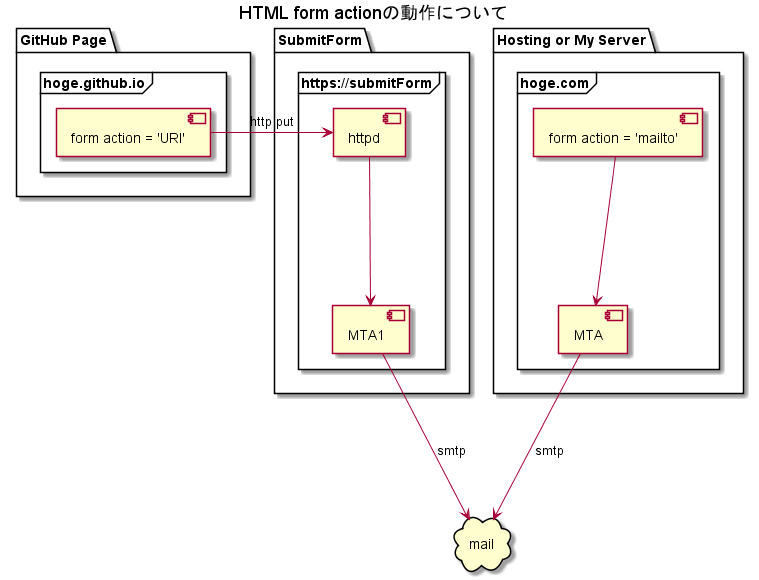 HTML form actionの動作について
GitHub Page
SubmitForm
Hosting or My Server
hoge.github.io
https://submitForm
hoge.com
form action = 'URI'
http put
httpd
form action = 'mailto'
MTA1
MTA
smtp
smtp
mail